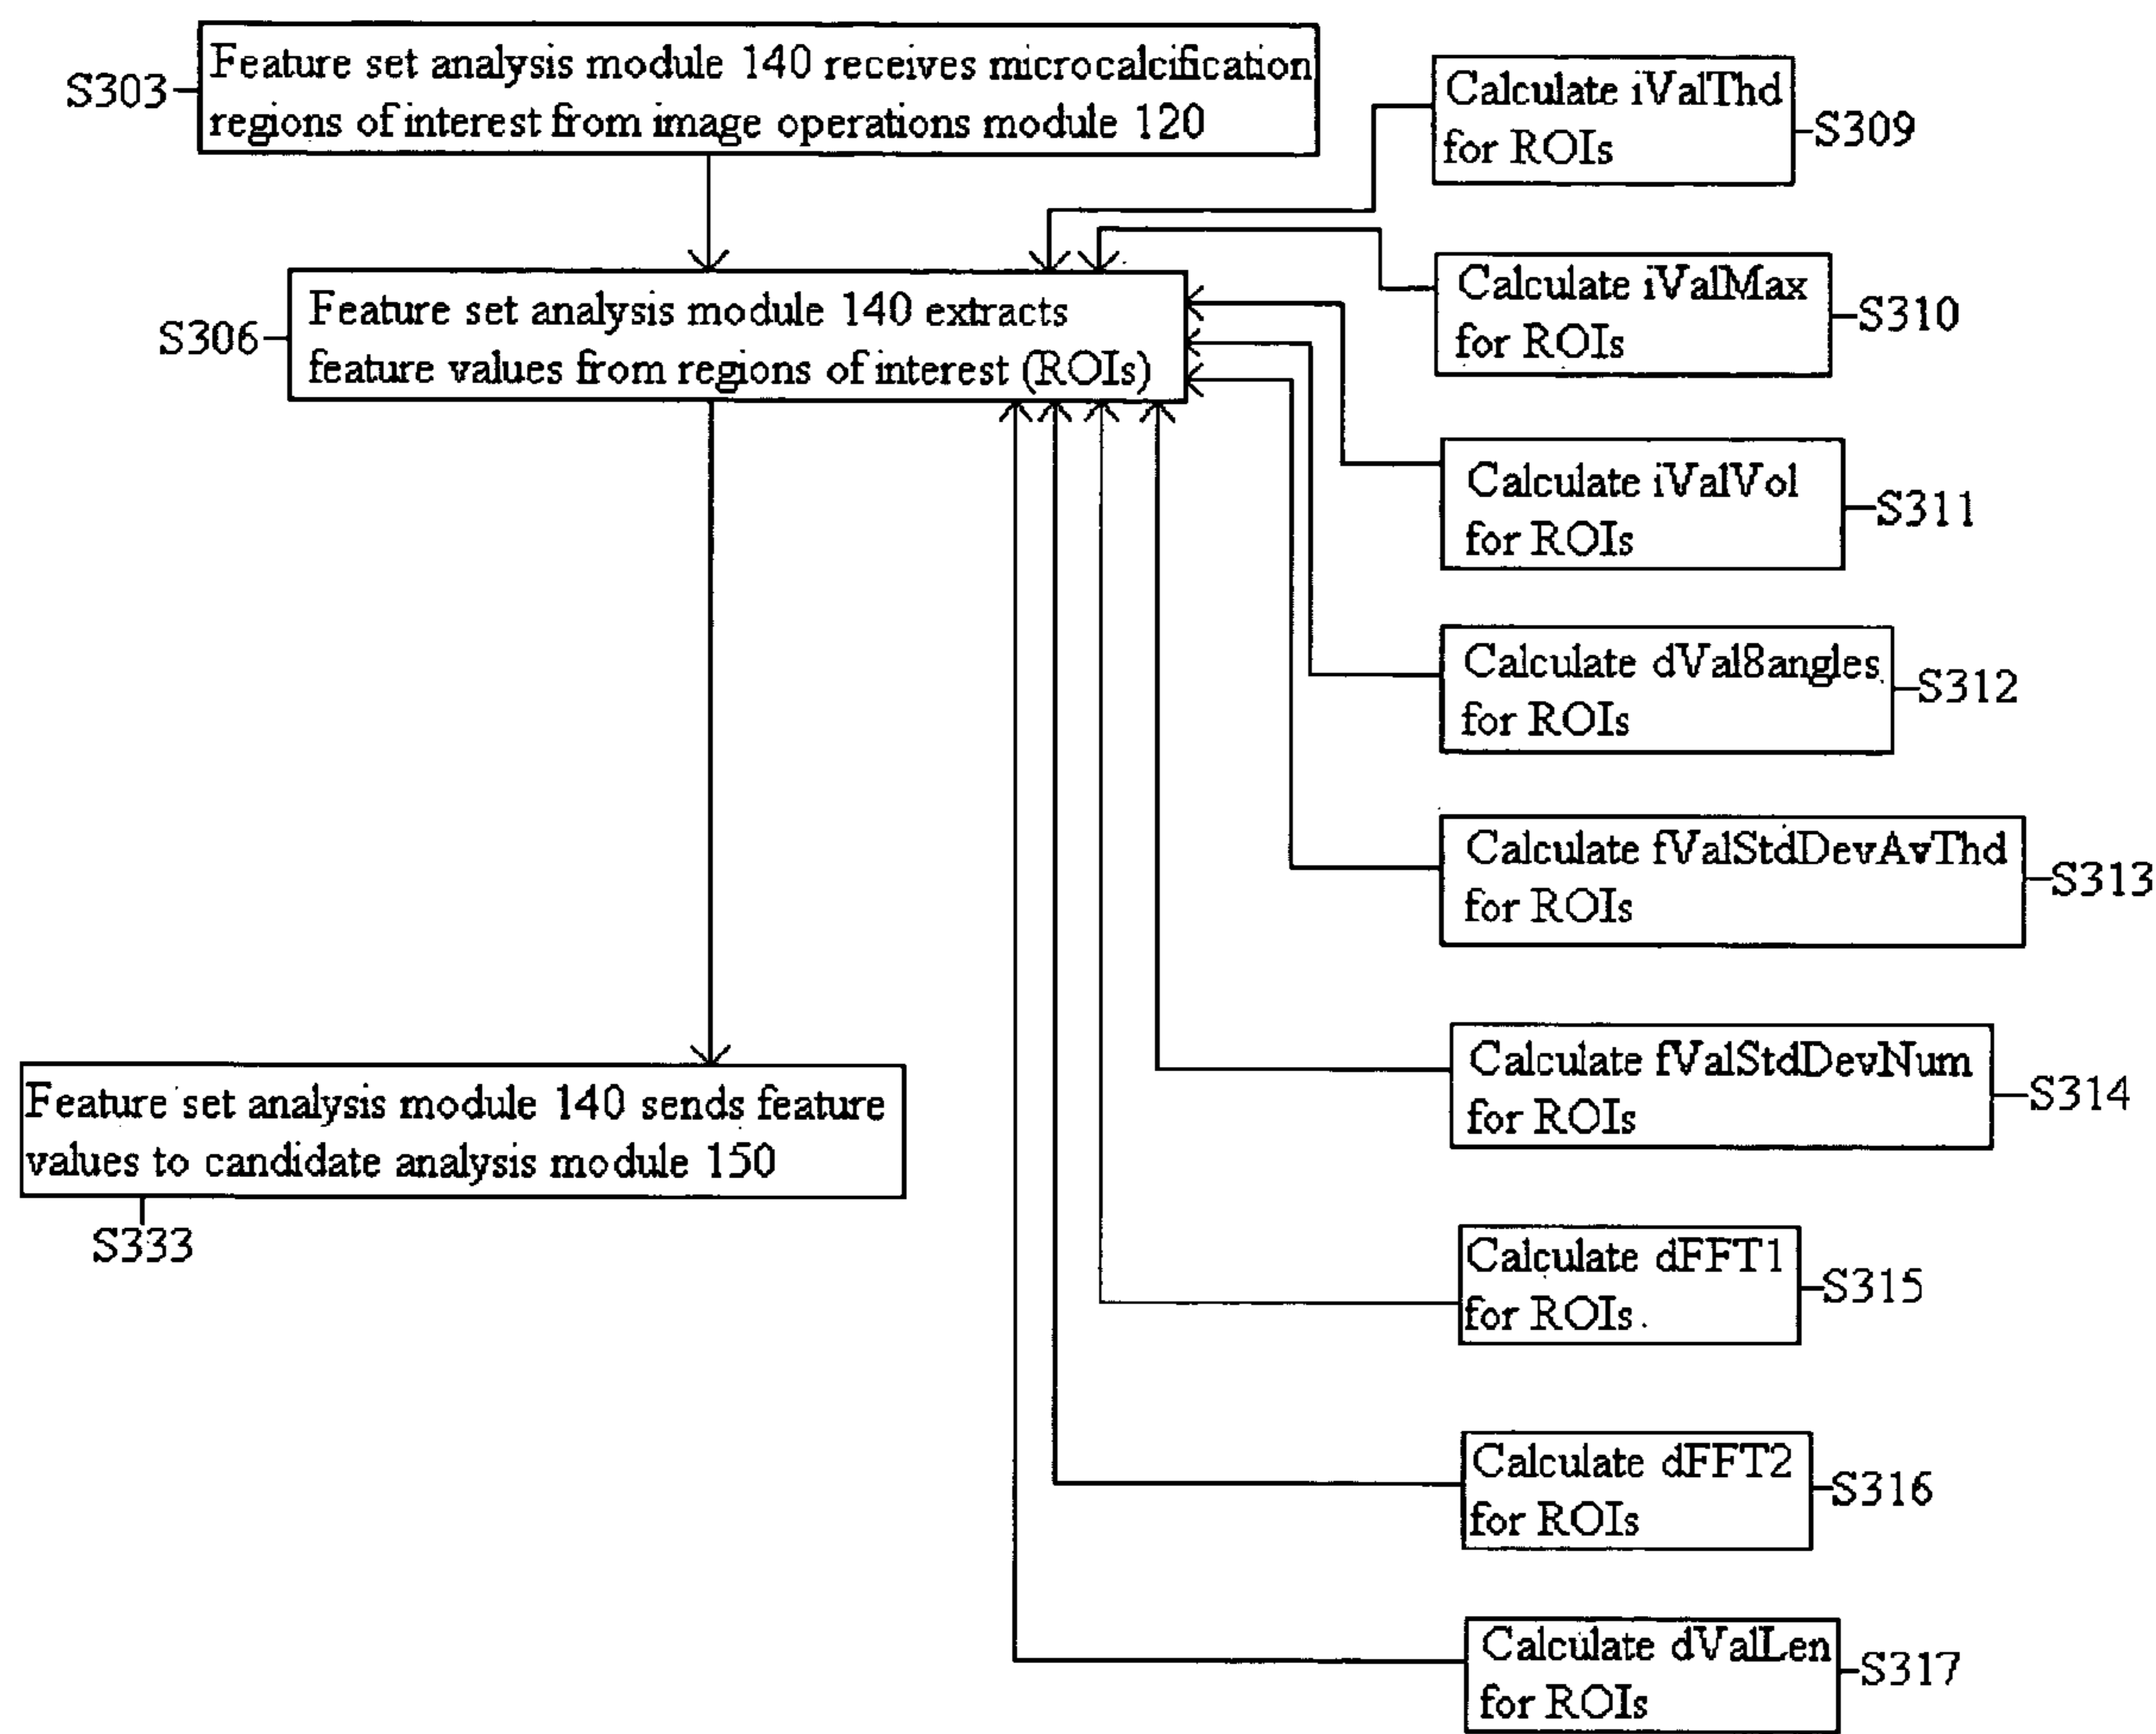 S303
Feature set analysis module 140 receives microcalcification
regions of interest from image operations module 120
S306
Feature set analysis module 140 extracts
feature values from regions of interest (ROIs)
Feature set analysis module 140 sends feature
values to candidate analysis module 150
S333
Calculate iValThd
for ROIs
S309
Calculate iValMax
for ROIs
S310
Calculate iValVol
for ROIs
S311
Calculate dVal8angles
for ROIs
S312
Calculate fValStdDevAvThd
for ROIs
S313
Calculate fValStdDevNum
for ROIs
S314
Calculate dFFT1
for ROIs
S315
Calculate dFFT2
for ROIs
S316
Calculate dValLen
for ROIs
S317